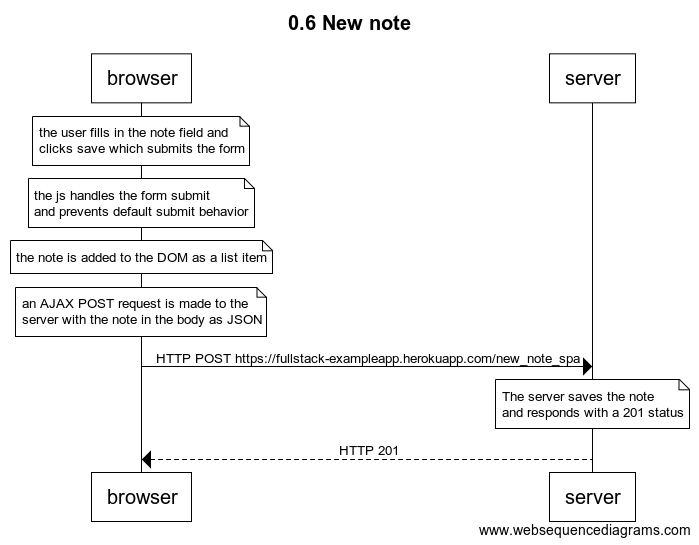 0.6 New note
browser
server
the user fills in the note field and
clicks save which submits the form
the js handles the form submit
and prevents default submit behavior
the note is added to the DOM as a list item
an AJAX POST request is made to the
server with the note in the body as JSON
HTTP POST https://fullstack-exampleapp.herokuapp.com/new_note_spa
The server saves the note
and responds with a 201 status
HTTP 201
browser
server
www.websequencediagrams.com